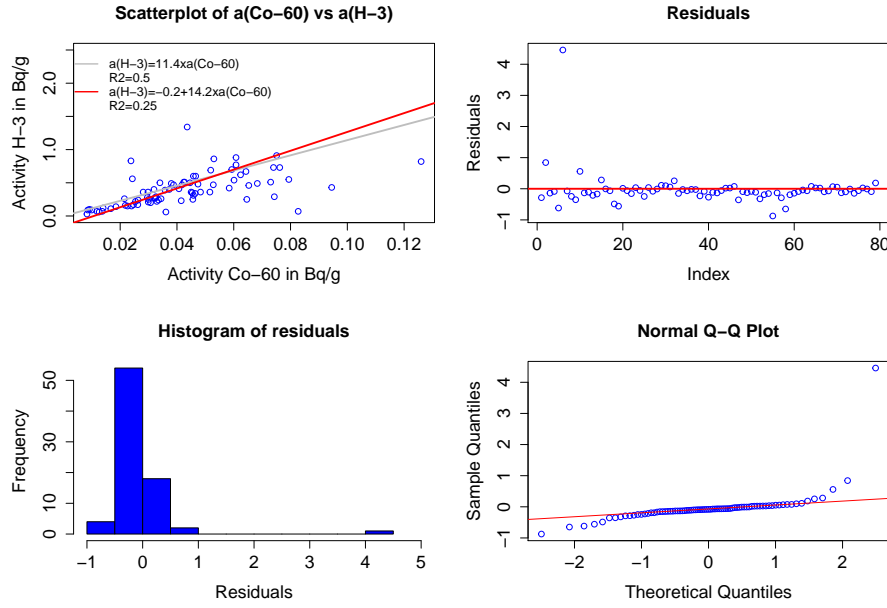 Scatterplot of a(Co−60) vs a(H−3)
Activity H−3 in Bq/g
0.0
1.0
2.0
a(H−3)=11.4xa(Co−60)
R2=0.5
a(H−3)=−0.2+14.2xa(Co−60)
R2=0.25
0.02 0.04 0.06 0.08 0.10 0.12
Activity Co−60 in Bq/g
Residuals
Residuals
−1 0 1 2 3 4
0 20 40 60 80
Index
Histogram of residuals
Frequency
0 10 30 50
−1 0 1 2 3 4 5
Residuals
Normal Q−Q Plot
Sample Quantiles
−1 0 1 2 3 4
−2 −1 0 1 2
Theoretical Quantiles